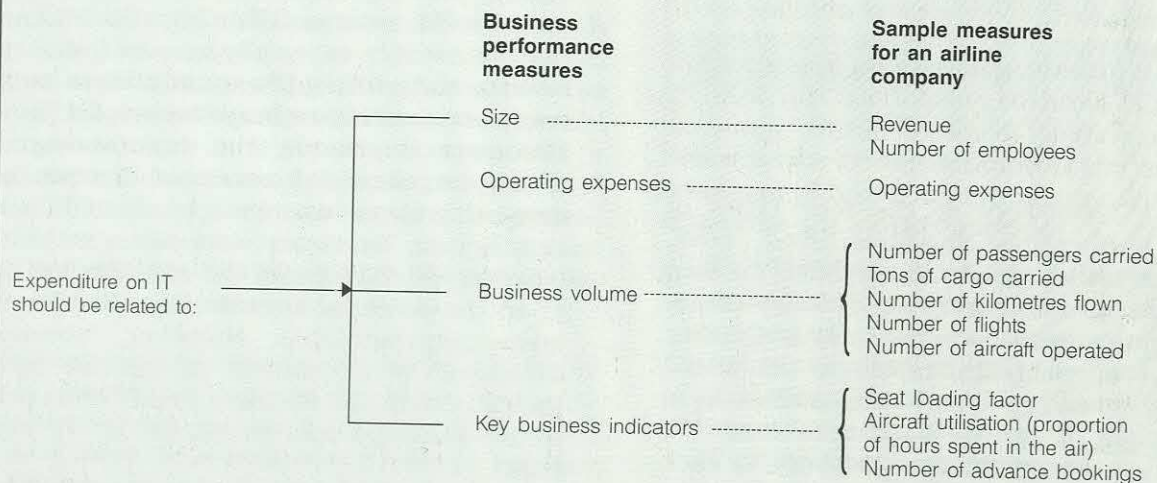 Business
performance
measures
Sample measures
for an airline
company
Size
Revenue
Number of employees
Operating expenses
Operating expenses
Expenditure on IT
should be related to:
Business volume
Number of passengers carried
Tons of cargo carried
Number of kilometres flown
Number of flights
Number of aircraft operated
Key business indicators
Seat loading factor
Aircraft utilisation (proportion
of hours spent in the air)
Number of advance bookings